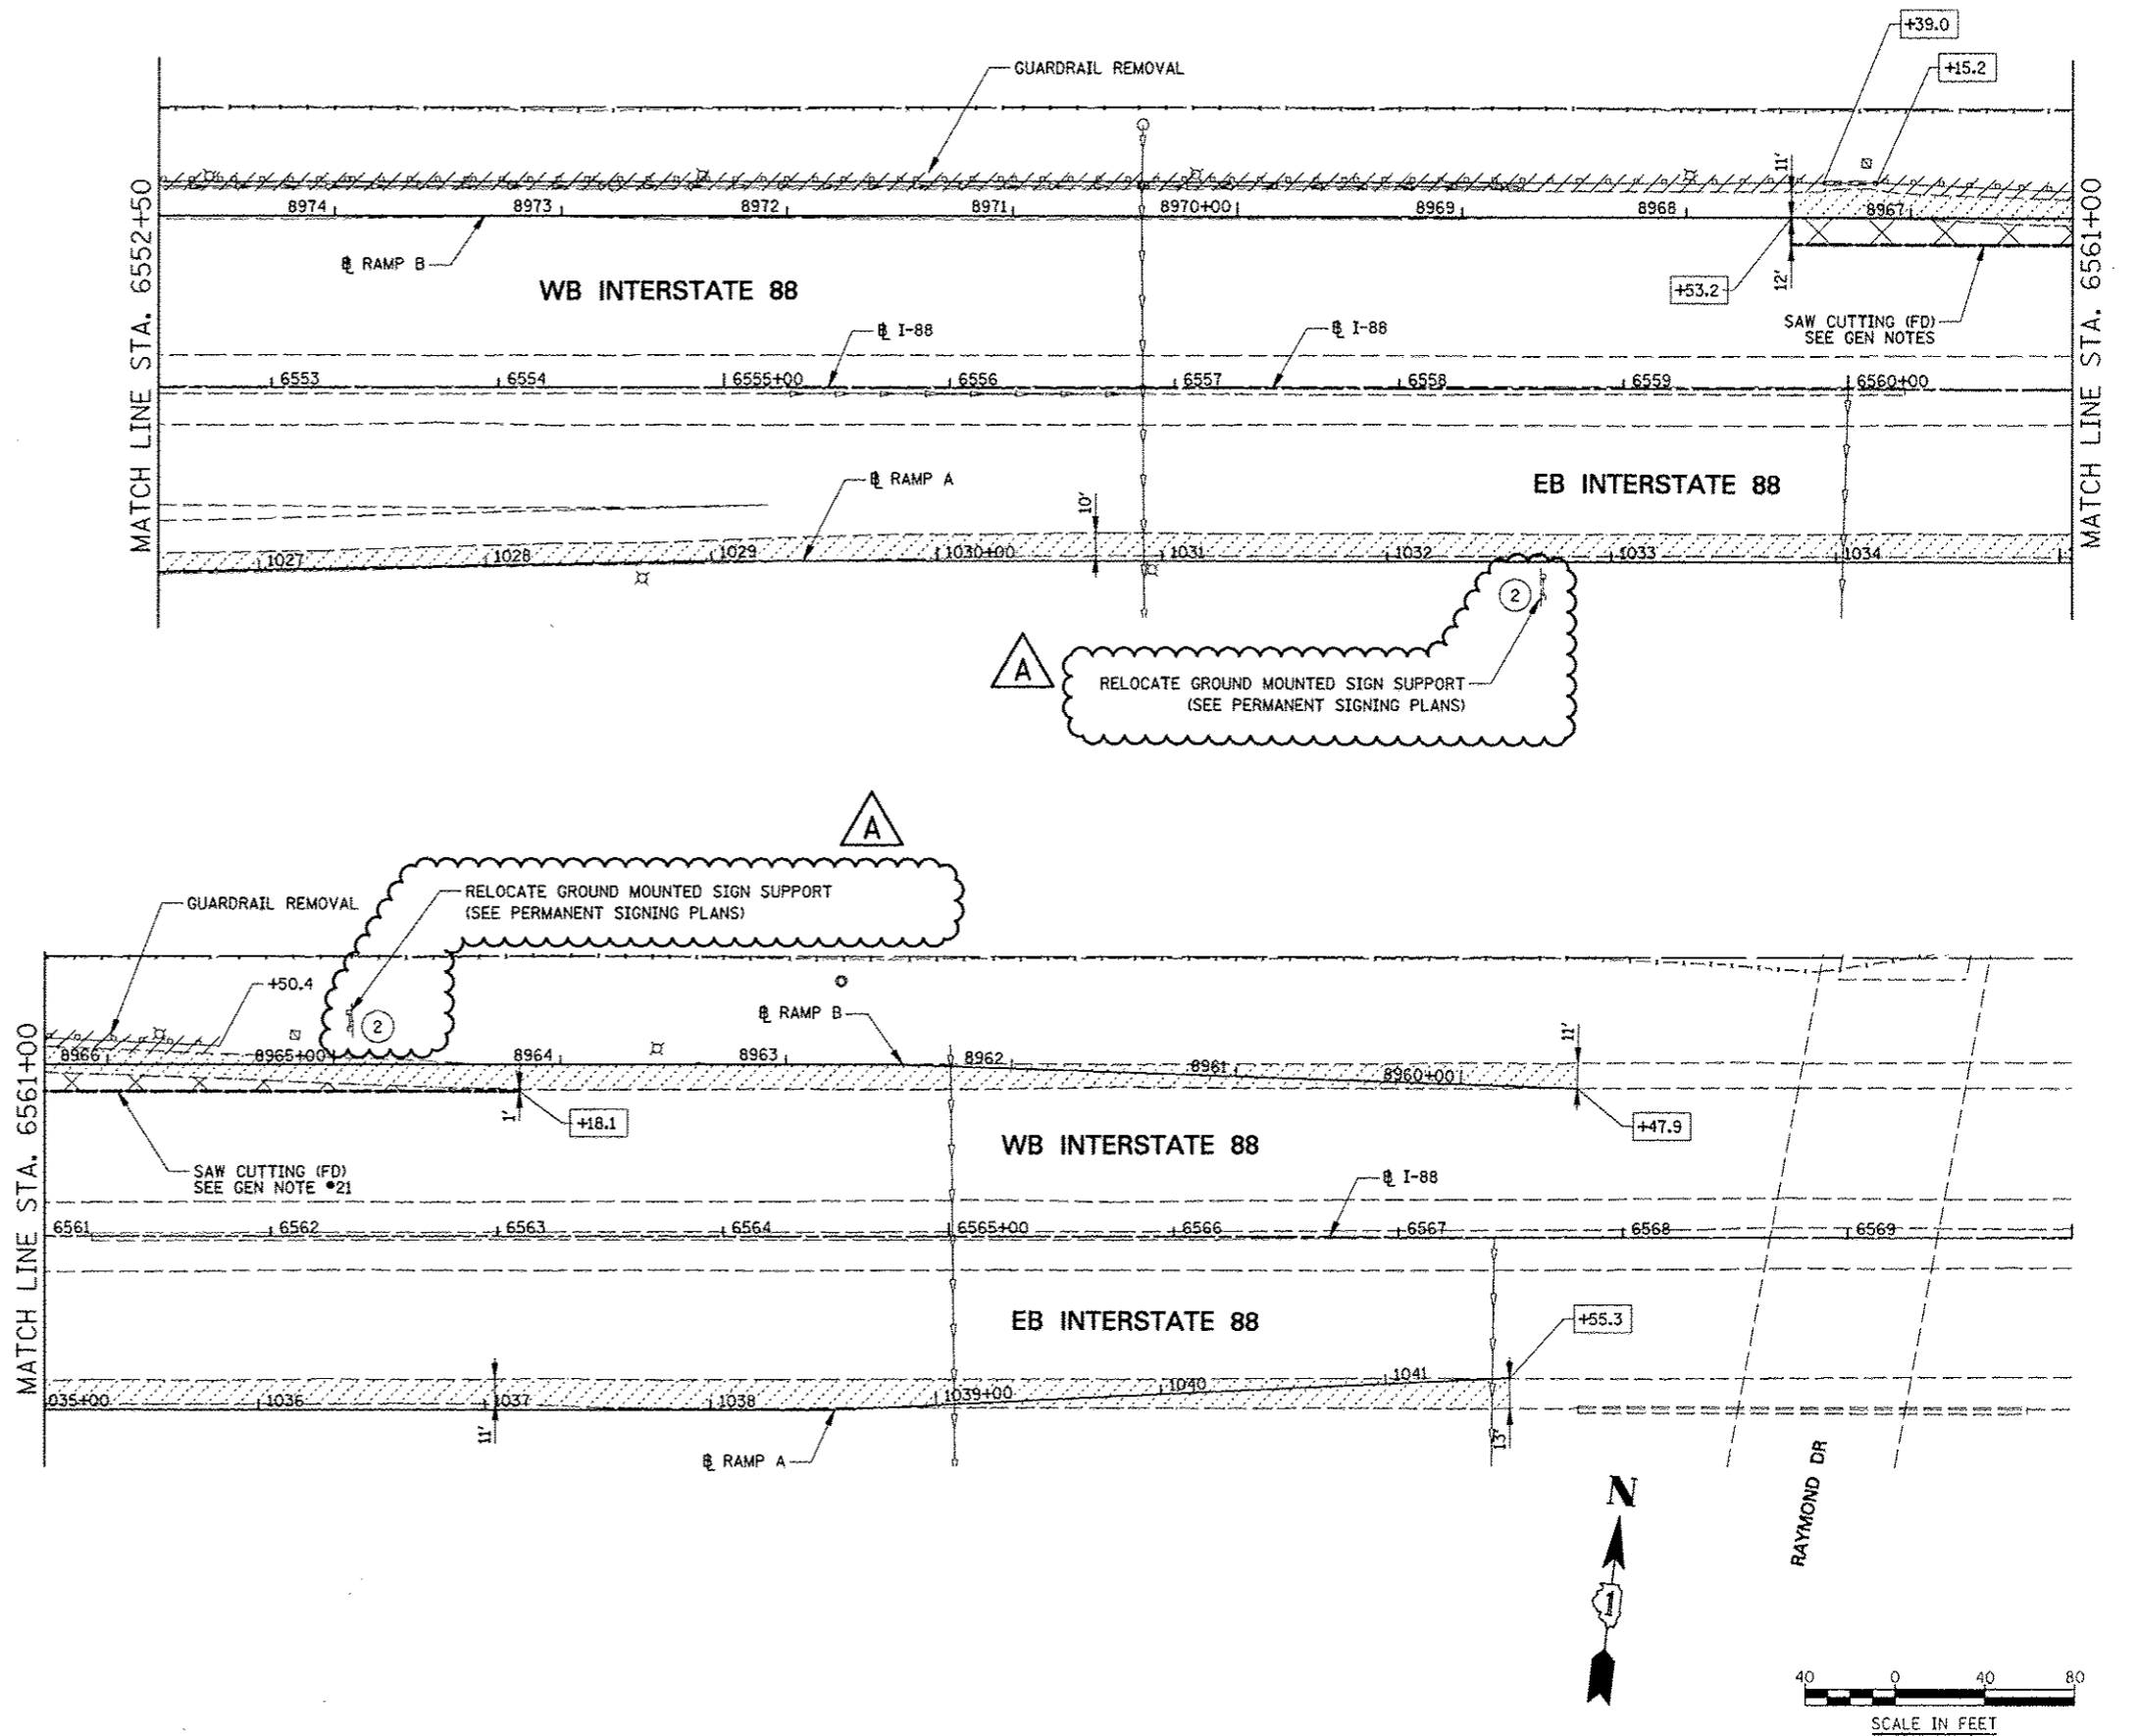 +39.0
+15.2
GUARDRAIL REMOVAL
11'
8974 8973 8972 8971 8970+00 8969 8968 8967
℄ RAMP B
WB INTERSTATE 88
+53.2
12'
SAW CUTTING (FD)
SEE GEN NOTES
MATCH LINE STA. 6552+50
MATCH LINE STA. 6561+00
℄ I-88
℄ I-88
6553 6554 6555+00 6556 6557 6558 6559 6560+00
℄ RAMP A
10'
EB INTERSTATE 88
1027 1028 1029 1030+00 1031 1032 1033 1034
2
A
RELOCATE GROUND MOUNTED SIGN SUPPORT
(SEE PERMANENT SIGNING PLANS)
A
RELOCATE GROUND MOUNTED SIGN SUPPORT
(SEE PERMANENT SIGNING PLANS)
GUARDRAIL REMOVAL
+50.4
2
℄ RAMP B
11'
8966 8965+00 8964 8963 8962 8961 8960+00
1'
+18.1
+47.9
WB INTERSTATE 88
SAW CUTTING (FD)
SEE GEN NOTE #21
℄ I-88
MATCH LINE STA. 6561+00
6561 6562 6563 6564 6565+00 6566 6567 6568 6569
EB INTERSTATE 88
+55.3
035+00 1036 1037 1038 1039+00 1040 1041
11'
13'
℄ RAMP A
RAYMOND DR
N
1
40 0 40 80
SCALE IN FEET